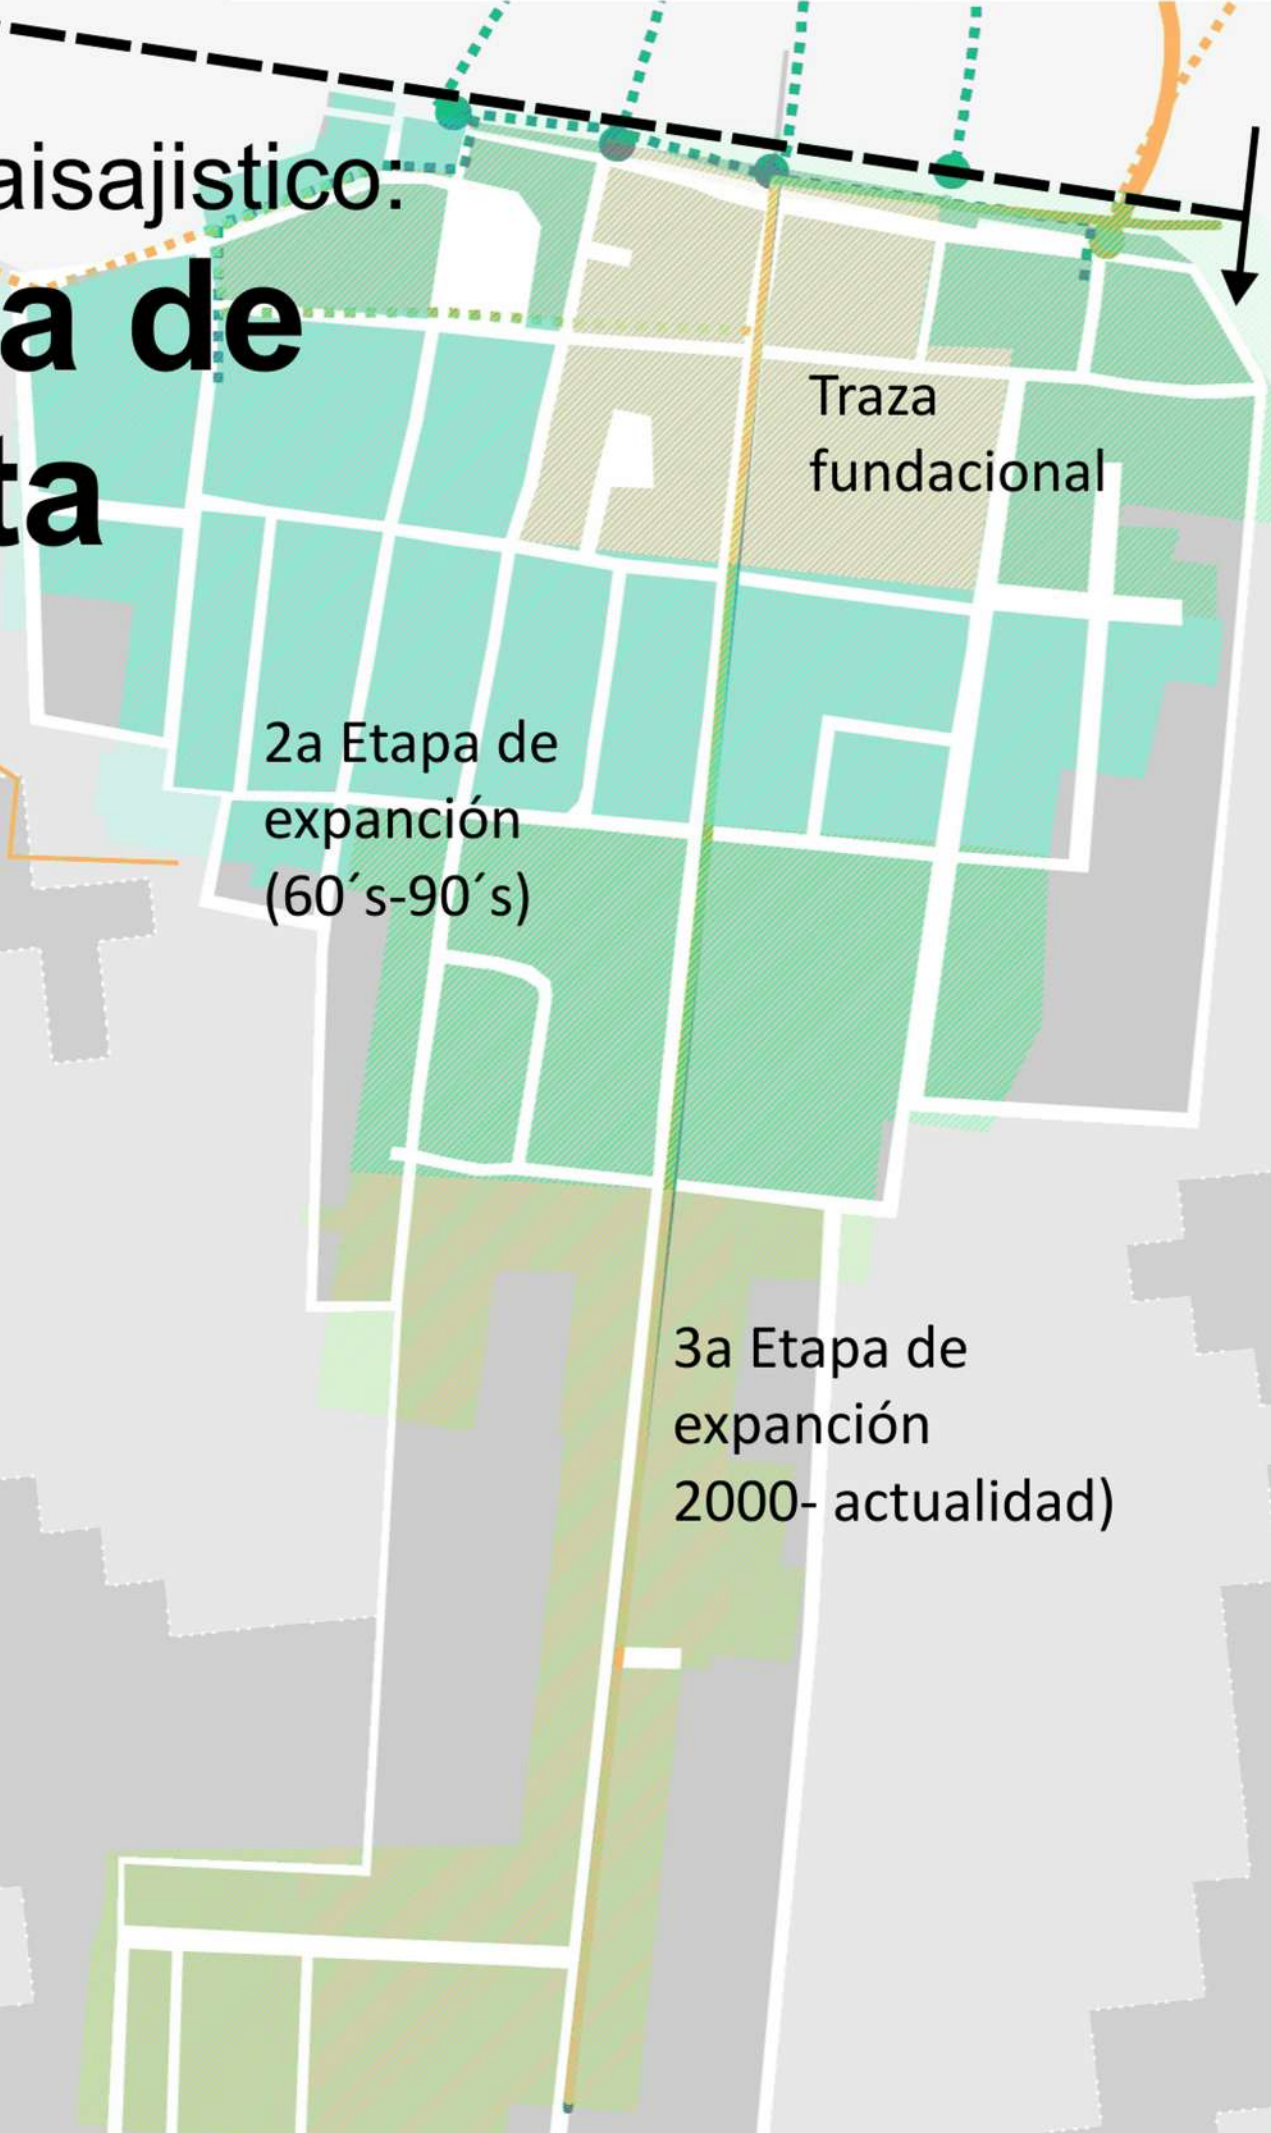 aisajistico:
a de
ta
Traza
fundacional
2a Etapa de
expanción
(60´s-90´s)
3a Etapa de
expanción
2000- actualidad)